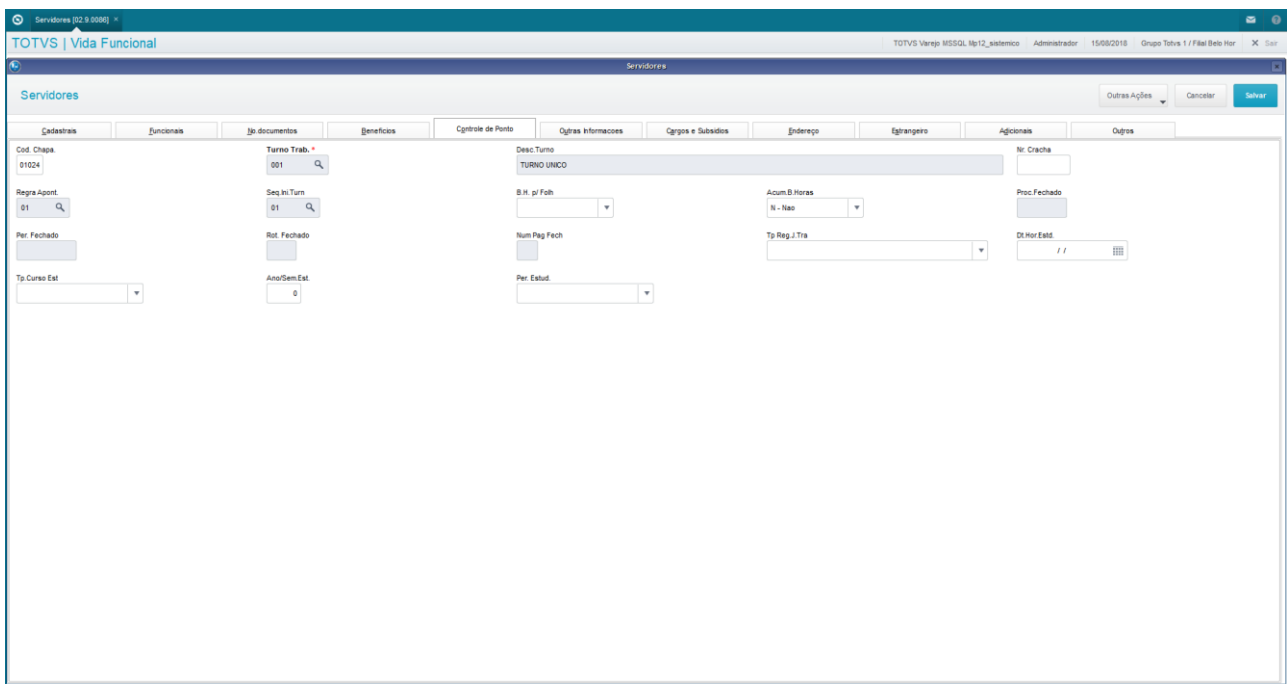 Servidores [02.9.0086] ×
TOTVS | Vida Funcional
TOTVS Varejo MSSQL Mp12_sistemico Administrador 15/08/2018 Grupo Totvs 1 / Filial Belo Hor X Sair
Servidores
Servidores
Outras Ações Cancelar Salvar
Cadastrais Funcionais No.documentos Beneficios Controle de Ponto Outras Informacoes Cargos e Subsidios Endereço Estrangeiro Adicionais Outros
Cod. Chapa. Turno Trab. * Desc.Turno Nr. Cracha
01024 001 TURNO UNICO
Regra Apont. Seq.Ini.Turn B.H. p/ Folh Acum.B.Horas Proc.Fechado
01 01 N - Nao
Per. Fechado Rot. Fechado Num Pag Fech Tp Reg.J.Tra Dt.Hor.Estd.
/ /
Tp.Curso Est Ano/Sem.Est. Per. Estud.
0